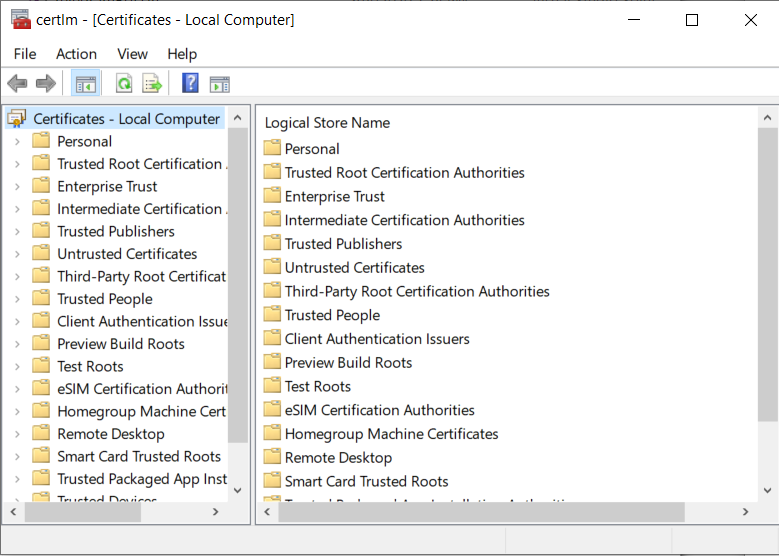 certlm - [Certificates - Local Computer]
File Action View Help
Certificates - Local Computer
Personal
Trusted Root Certification
Enterprise Trust
Intermediate Certification
Trusted Publishers
Untrusted Certificates
Third-Party Root Certificat
Trusted People
Client Authentication Issue
Preview Build Roots
Test Roots
eSIM Certification Authorit
Homegroup Machine Cert
Remote Desktop
Smart Card Trusted Roots
Trusted Packaged App Inst
Trusted Devices
Logical Store Name
Personal
Trusted Root Certification Authorities
Enterprise Trust
Intermediate Certification Authorities
Trusted Publishers
Untrusted Certificates
Third-Party Root Certification Authorities
Trusted People
Client Authentication Issuers
Preview Build Roots
Test Roots
eSIM Certification Authorities
Homegroup Machine Certificates
Remote Desktop
Smart Card Trusted Roots
Trusted Packaged App Installation Authorities